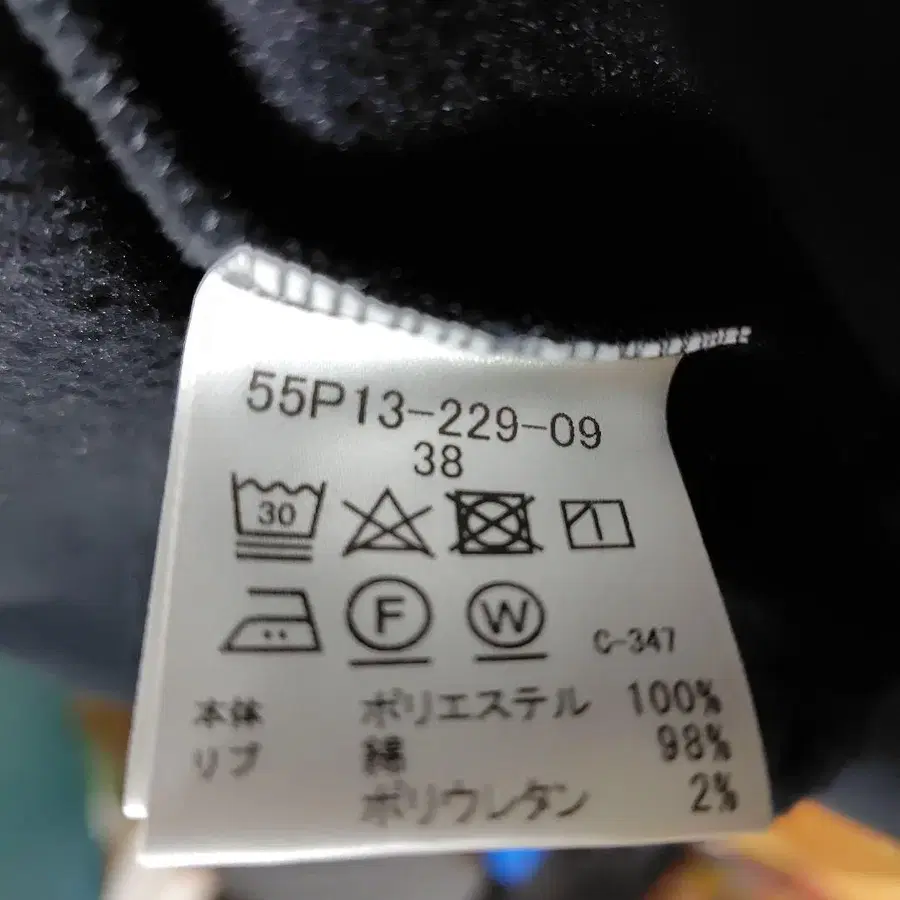 55P13-229-09
38
30
F W C-347
本体 ポリエステル 100%
リブ 綿 98%
ポリウレタン 2%